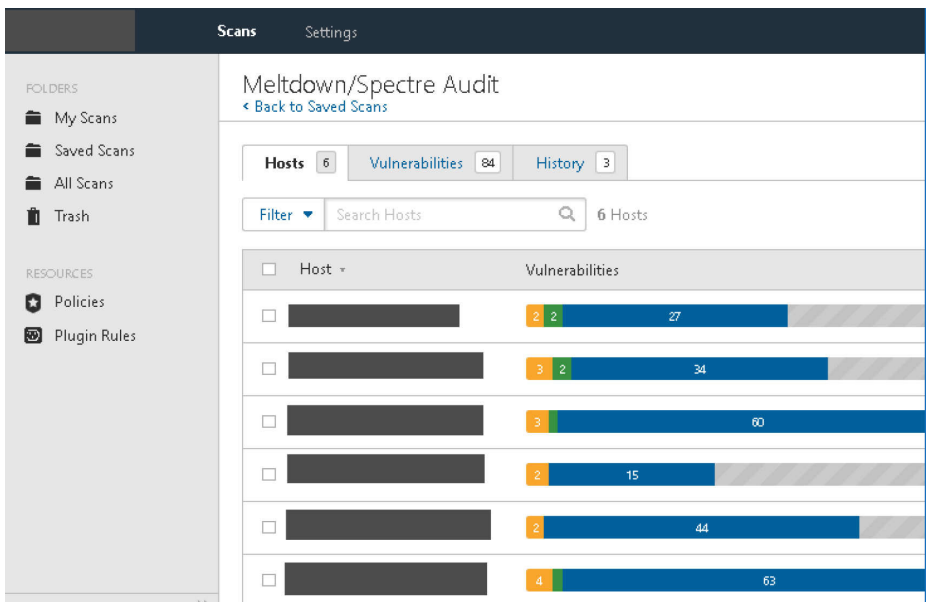 Scans Settings
FOLDERS
My Scans
Saved Scans
All Scans
Trash
RESOURCES
Policies
Plugin Rules
Meltdown/Spectre Audit
Back to Saved Scans
Hosts 6 Vulnerabilities 84 History 3
Filter Search Hosts 6 Hosts
Host Vulnerabilities
2 2 27
3 2 34
3 60
2 15
2 44
4 63